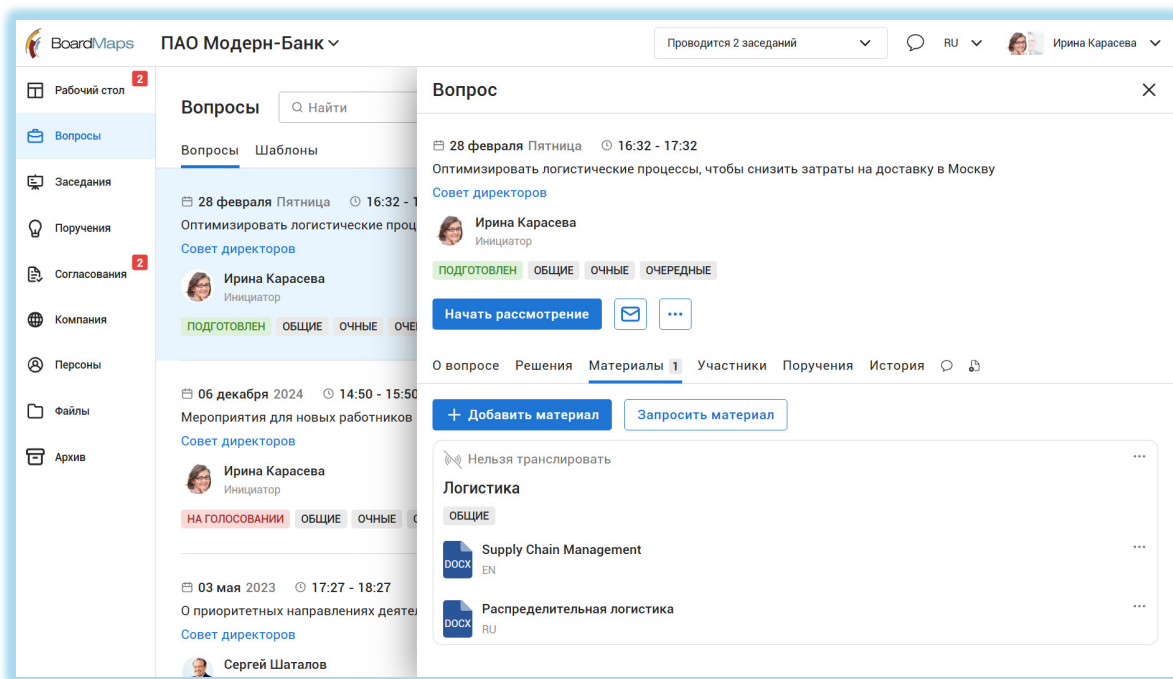 BoardMaps
ПАО Модерн-Банк
Проводится 2 заседаний
RU
Ирина Карасева
Рабочий стол 2
Вопросы
Заседания
Поручения
Согласования 2
Компания
Персоны
Файлы
Архив
Вопросы
Найти
Вопросы Шаблоны
28 февраля Пятница 16:32 - 1
Оптимизировать логистические проц
Совет директоров
Ирина Карасева
Инициатор
ПОДГОТОВЛЕН ОБЩИЕ ОЧНЫЕ ОЧЕ
06 декабря 2024 14:50 - 15:50
Мероприятия для новых работников
Совет директоров
Ирина Карасева
Инициатор
НА ГОЛОСОВАНИИ ОБЩИЕ ОЧНЫЕ
03 мая 2023 17:27 - 18:27
О приоритетных направлениях деяте
Совет директоров
Сергей Шаталов
Вопрос
28 февраля Пятница 16:32 - 17:32
Оптимизировать логистические процессы, чтобы снизить затраты на доставку в Москву
Совет директоров
Ирина Карасева
Инициатор
ПОДГОТОВЛЕН ОБЩИЕ ОЧНЫЕ ОЧЕРЕДНЫЕ
Начать рассмотрение
О вопросе Решения Материалы 1 Участники Поручения История
+ Добавить материал Запросить материал
Нельзя транслировать
Логистика
ОБЩИЕ
Supply Chain Management
DOCX EN
Распределительная логистика
DOCX RU